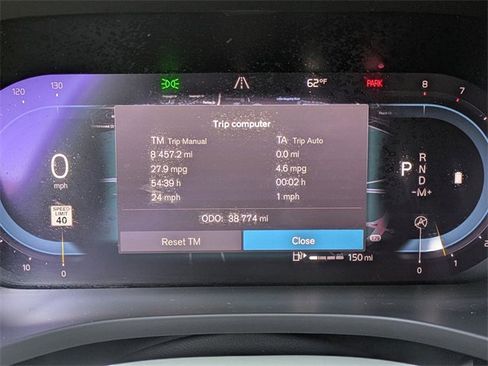 120 130 62°F PARK 8 7
Trip computer
TM Trip Manual TA Trip Auto
8 457.2 mi 0.0 mi
27.9 mpg 4.6 mpg
54:39 h 00:02 h
24 mph 1 mph
ODO: 38 774 mi
Reset TM Close
0
mph
SPEED
LIMIT
40
P R
N
D
-M+
10 0 150 mi 0